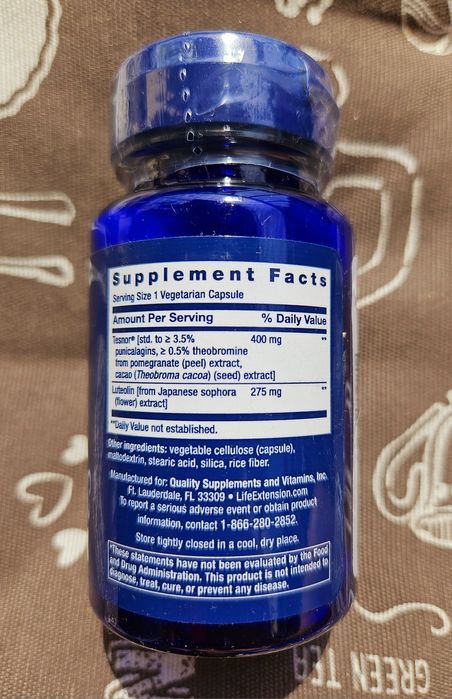 Supplement Facts
Serving Size 1 Vegetarian Capsule
Amount Per Serving % Daily Value
Tesnor® [std. to ≥ 3.5% 400 mg **
punicalagins, ≥ 0.5% theobromine
from pomegranate (peel) extract,
cacao (Theobroma cacoa) (seed) extract]
Luteolin [from Japanese sophora 275 mg **
(flower) extract]
**Daily Value not established.
Other ingredients: vegetable cellulose (capsule),
maltodextrin, stearic acid, silica, rice fiber.
Manufactured for: Quality Supplements and Vitamins, Inc.
Ft. Lauderdale, FL 33309 • LifeExtension.com
To report a serious adverse event or obtain product
information, contact 1-866-280-2852.
Store tightly closed in a cool, dry place.
*These statements have not been evaluated by the Food
and Drug Administration. This product is not intended to
diagnose, treat, cure, or prevent any disease.
GREEN TEA
GREEN TEA